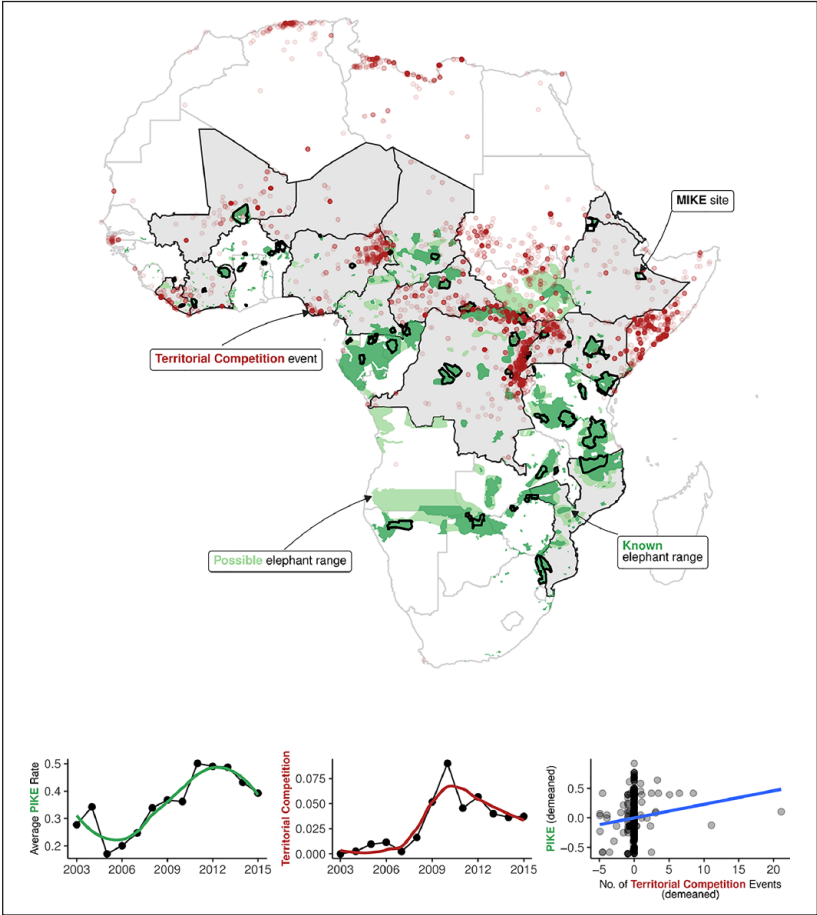 MIKE site
Territorial Competition event
Possible elephant range
Known
elephant range
Average PIKE Rate
0.5
0.4
0.3
0.2
2003
2006
2009
2012
2015
Territorial Competition
0.075
0.050
0.025
0.000
2003
2006
2009
2012
2015
PIKE (demeaned)
0.5
0.0
−0.5
−5
0
5
10
15
20
No. of Territorial Competition Events
(demeaned)